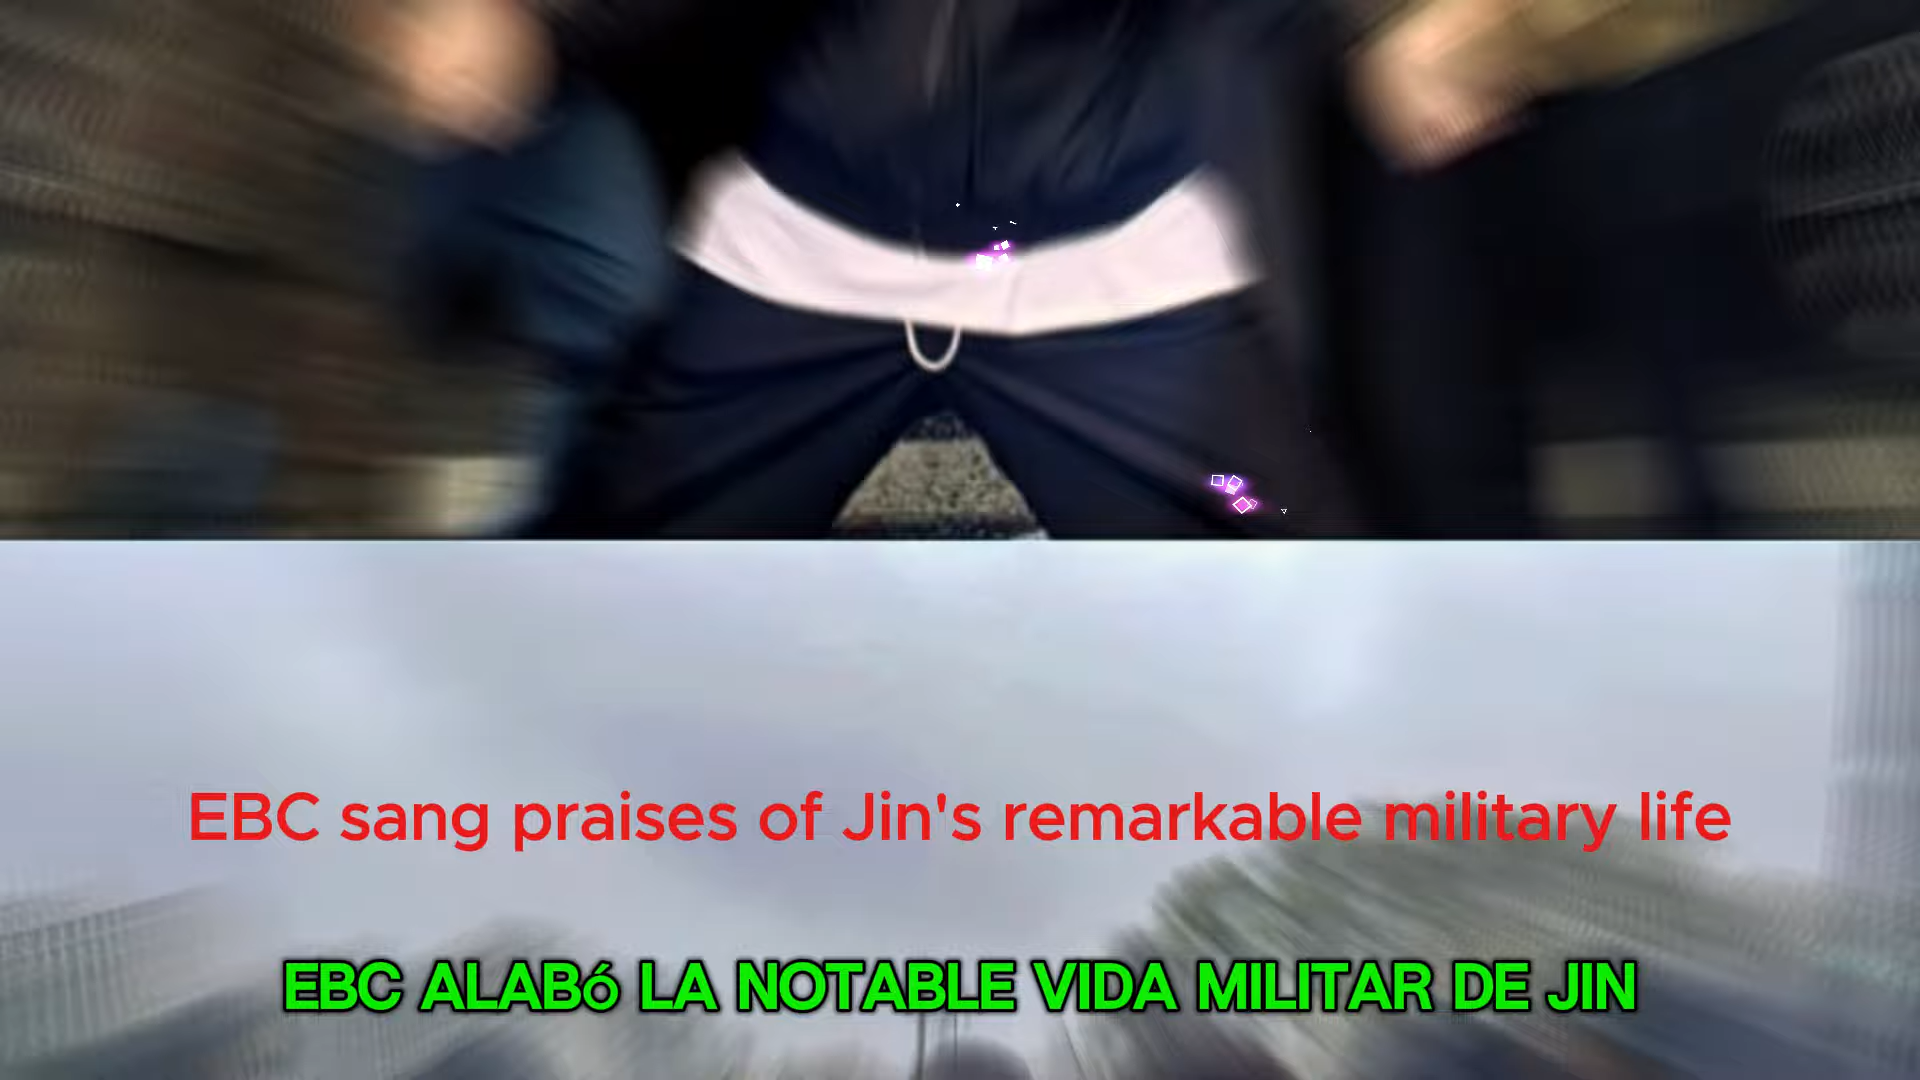 EBC sang praises of Jin's remarkable military life
EBC ALABó LA NOTABLE VIDA MILITAR DE JIN